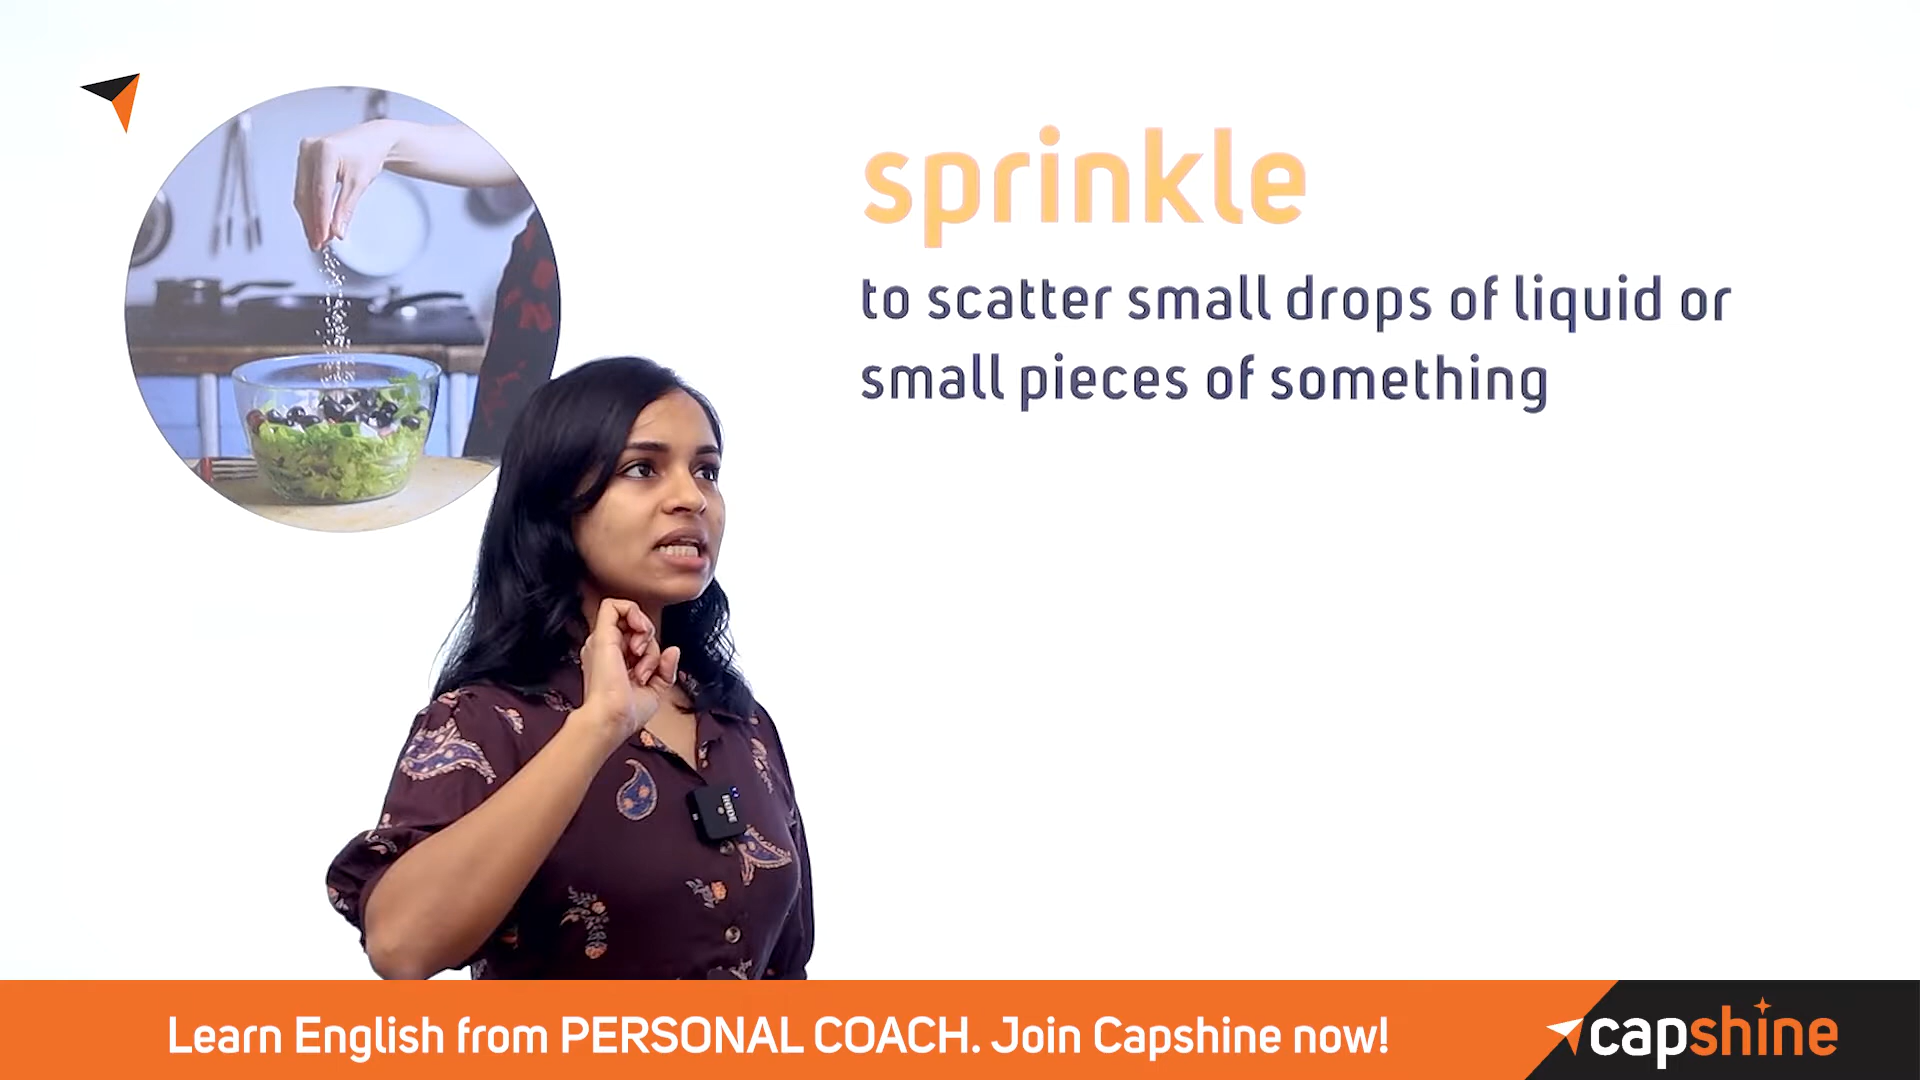 sprinkle
to scatter small drops of liquid or
small pieces of something
RODE
Learn English from PERSONAL COACH. Join Capshine now!
capshine